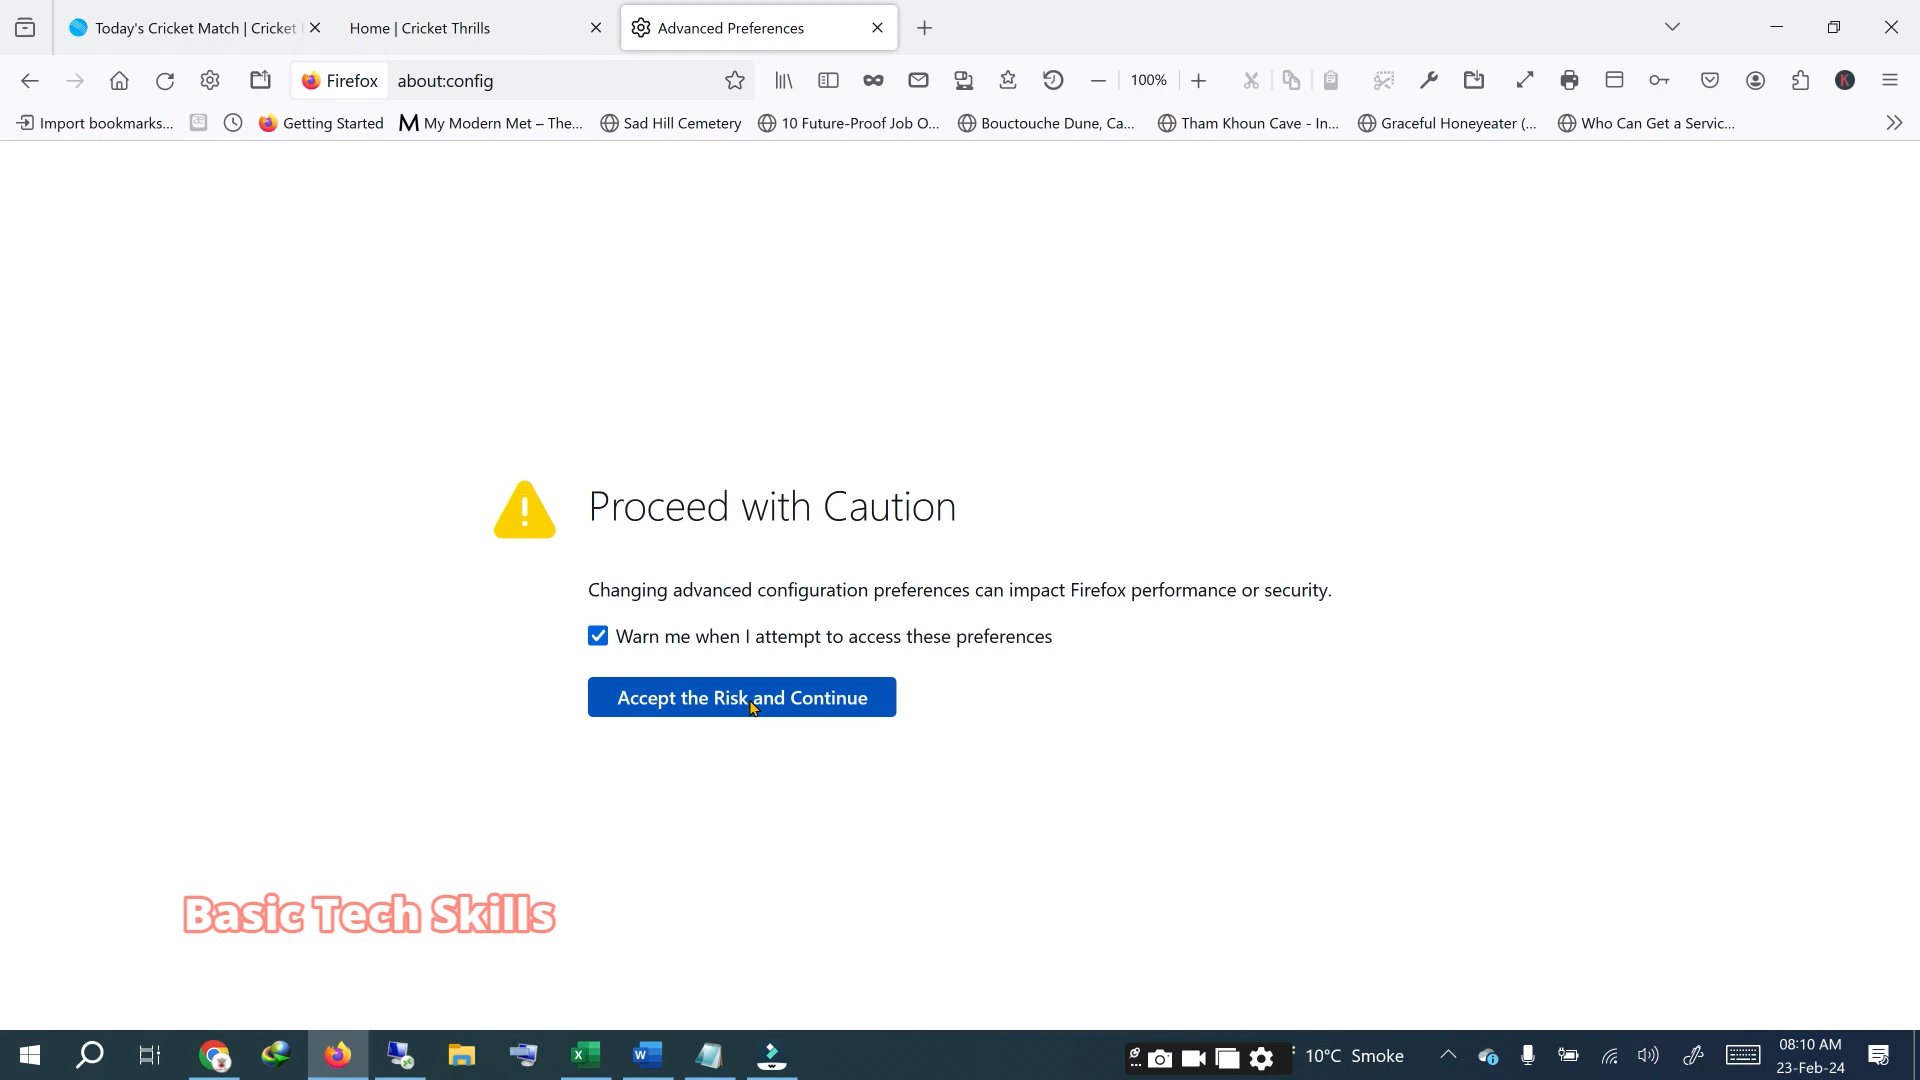 Today's Cricket Match | Cricket
Home | Cricket Thrills
Advanced Preferences
Firefox
about:config
100%
K
Import bookmarks...
Getting Started
My Modern Met – The...
Sad Hill Cemetery
10 Future-Proof Job O...
Bouctouche Dune, Ca...
Tham Khoun Cave - In...
Graceful Honeyeater (...
Who Can Get a Servic...
Proceed with Caution
Changing advanced configuration preferences can impact Firefox performance or security.
Warn me when I attempt to access these preferences
Accept the Risk and Continue
Basic Tech Skills
10°C Smoke
08:10 AM
23-Feb-24